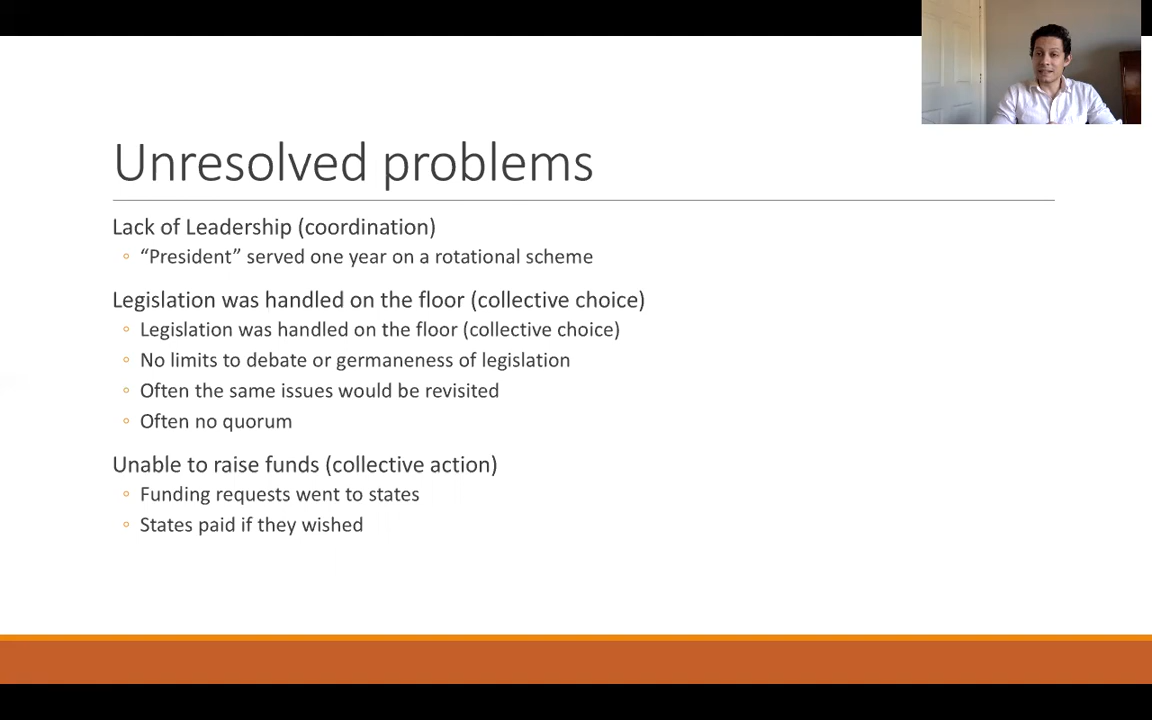 Unresolved problems
Lack of Leadership (coordination)
“President” served one year on a rotational scheme
Legislation was handled on the floor (collective choice)
Legislation was handled on the floor (collective choice)
No limits to debate or germaneness of legislation
Often the same issues would be revisited
Often no quorum
Unable to raise funds (collective action)
Funding requests went to states
States paid if they wished